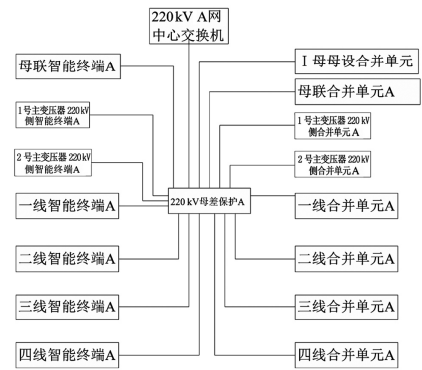 220kV A网
中心交换机
母联智能终端A
Ⅰ母母设合并单元
母联合并单元A
1号主变压器220kV
侧智能终端A
1号主变压器220kV
侧合并单元A
2号主变压器220kV
侧智能终端A
2号主变压器220kV
侧合并单元A
220kV母差保护A
一线智能终端A
一线合并单元A
二线智能终端A
二线合并单元A
三线智能终端A
三线合并单元A
四线智能终端A
四线合并单元A